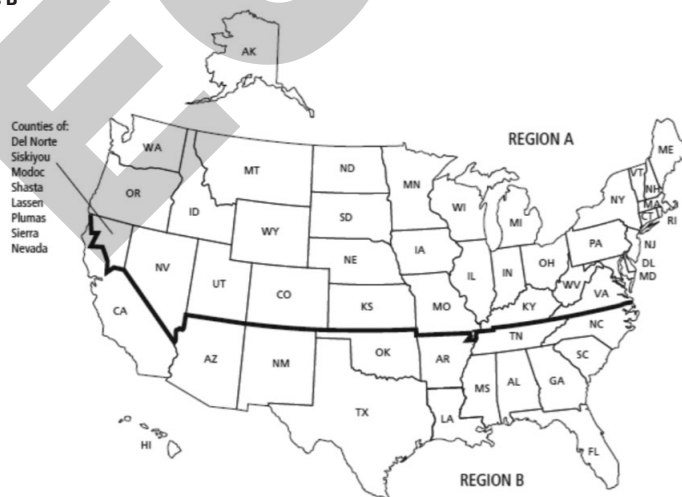 B
AK
Counties of:
Del Norte
Siskiyou
Modoc
Shasta
Lassen
Plumas
Sierra
Nevada
REGION A
WA
MT
ND
MN
ME
VT
NH
OR
ID
SD
WI
MI
NY
MA
CT
RI
WY
IA
PA
NJ
NE
IL
IN
OH
DL
MD
NV
UT
CO
KS
MO
KY
WV
VA
CA
AZ
NM
OK
AR
TN
NC
SC
MS
AL
GA
TX
LA
HI
FL
REGION B